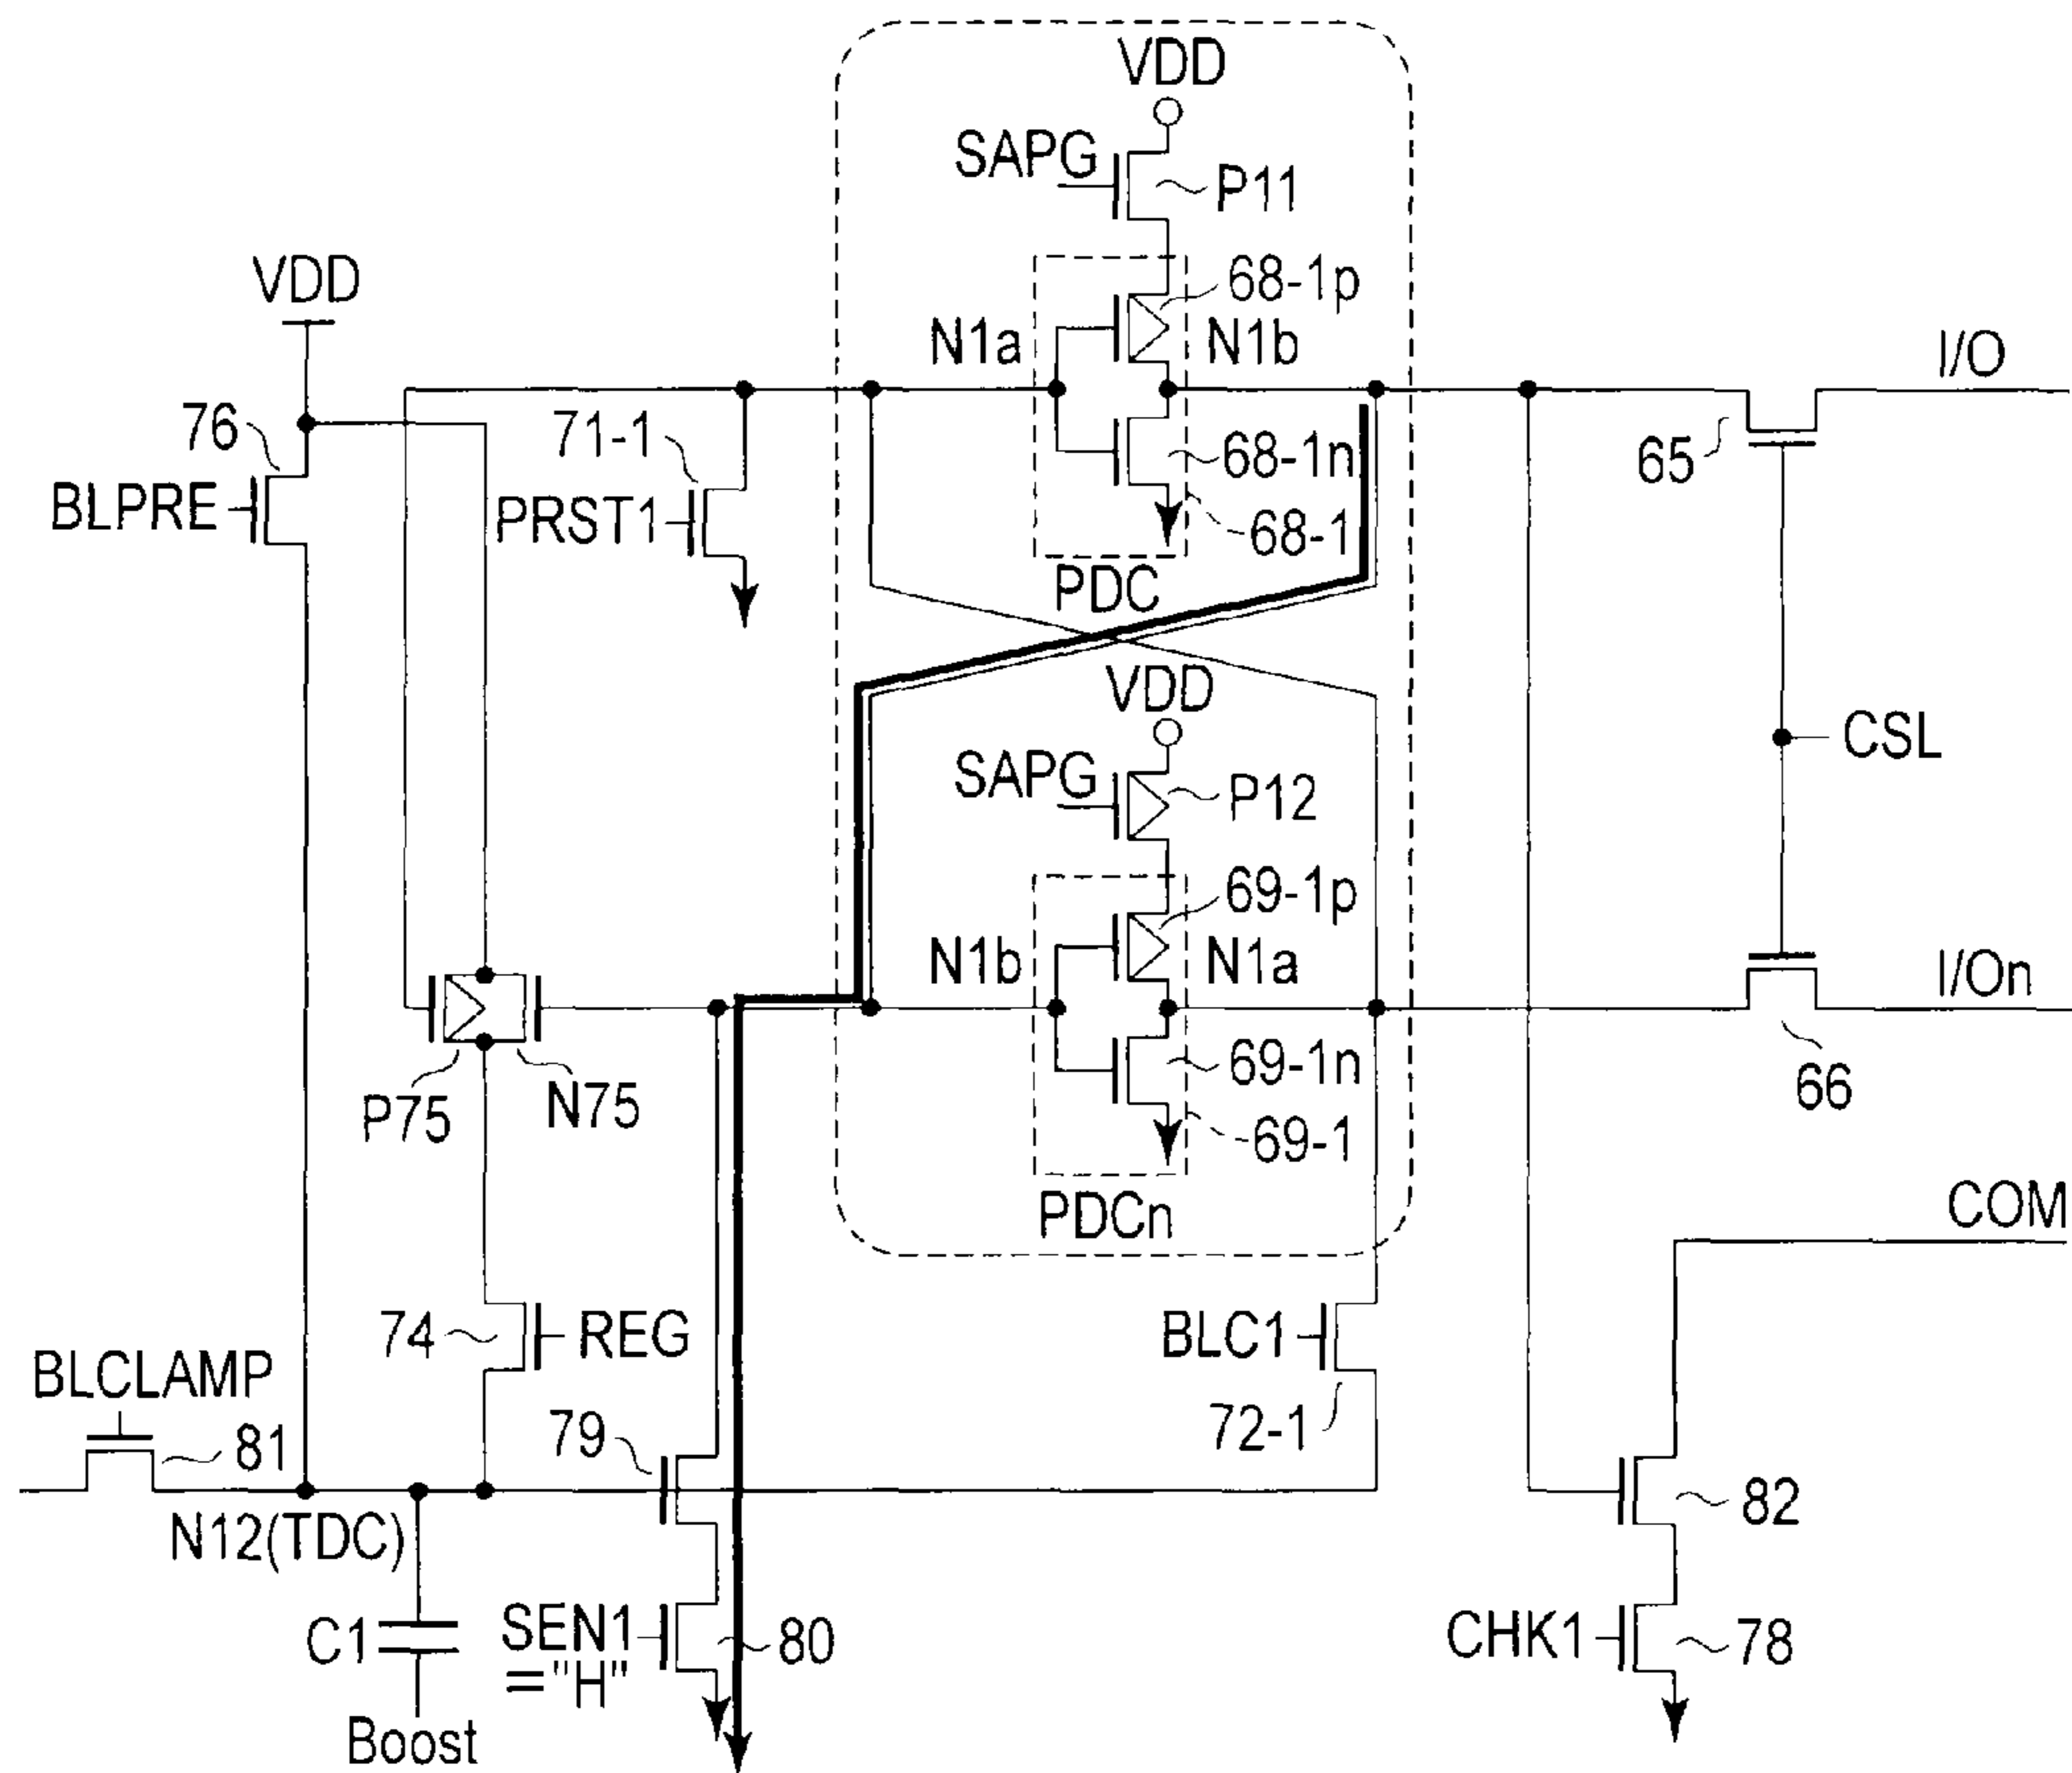 VDD
SAPG
P11
VDD
68-1p
N1a
N1b
I/O
76
71-1
65
68-1n
BLPRE
PRST1
68-1
PDC
VDD
CSL
SAPG
P12
69-1p
N1b
N1a
I/On
69-1n
P75
N75
66
69-1
PDCn
COM
74
REG
BLC1
BLCLAMP
81
79
72-1
82
N12(TDC)
C1
SEN1
="H"
80
CHK1
78
Boost